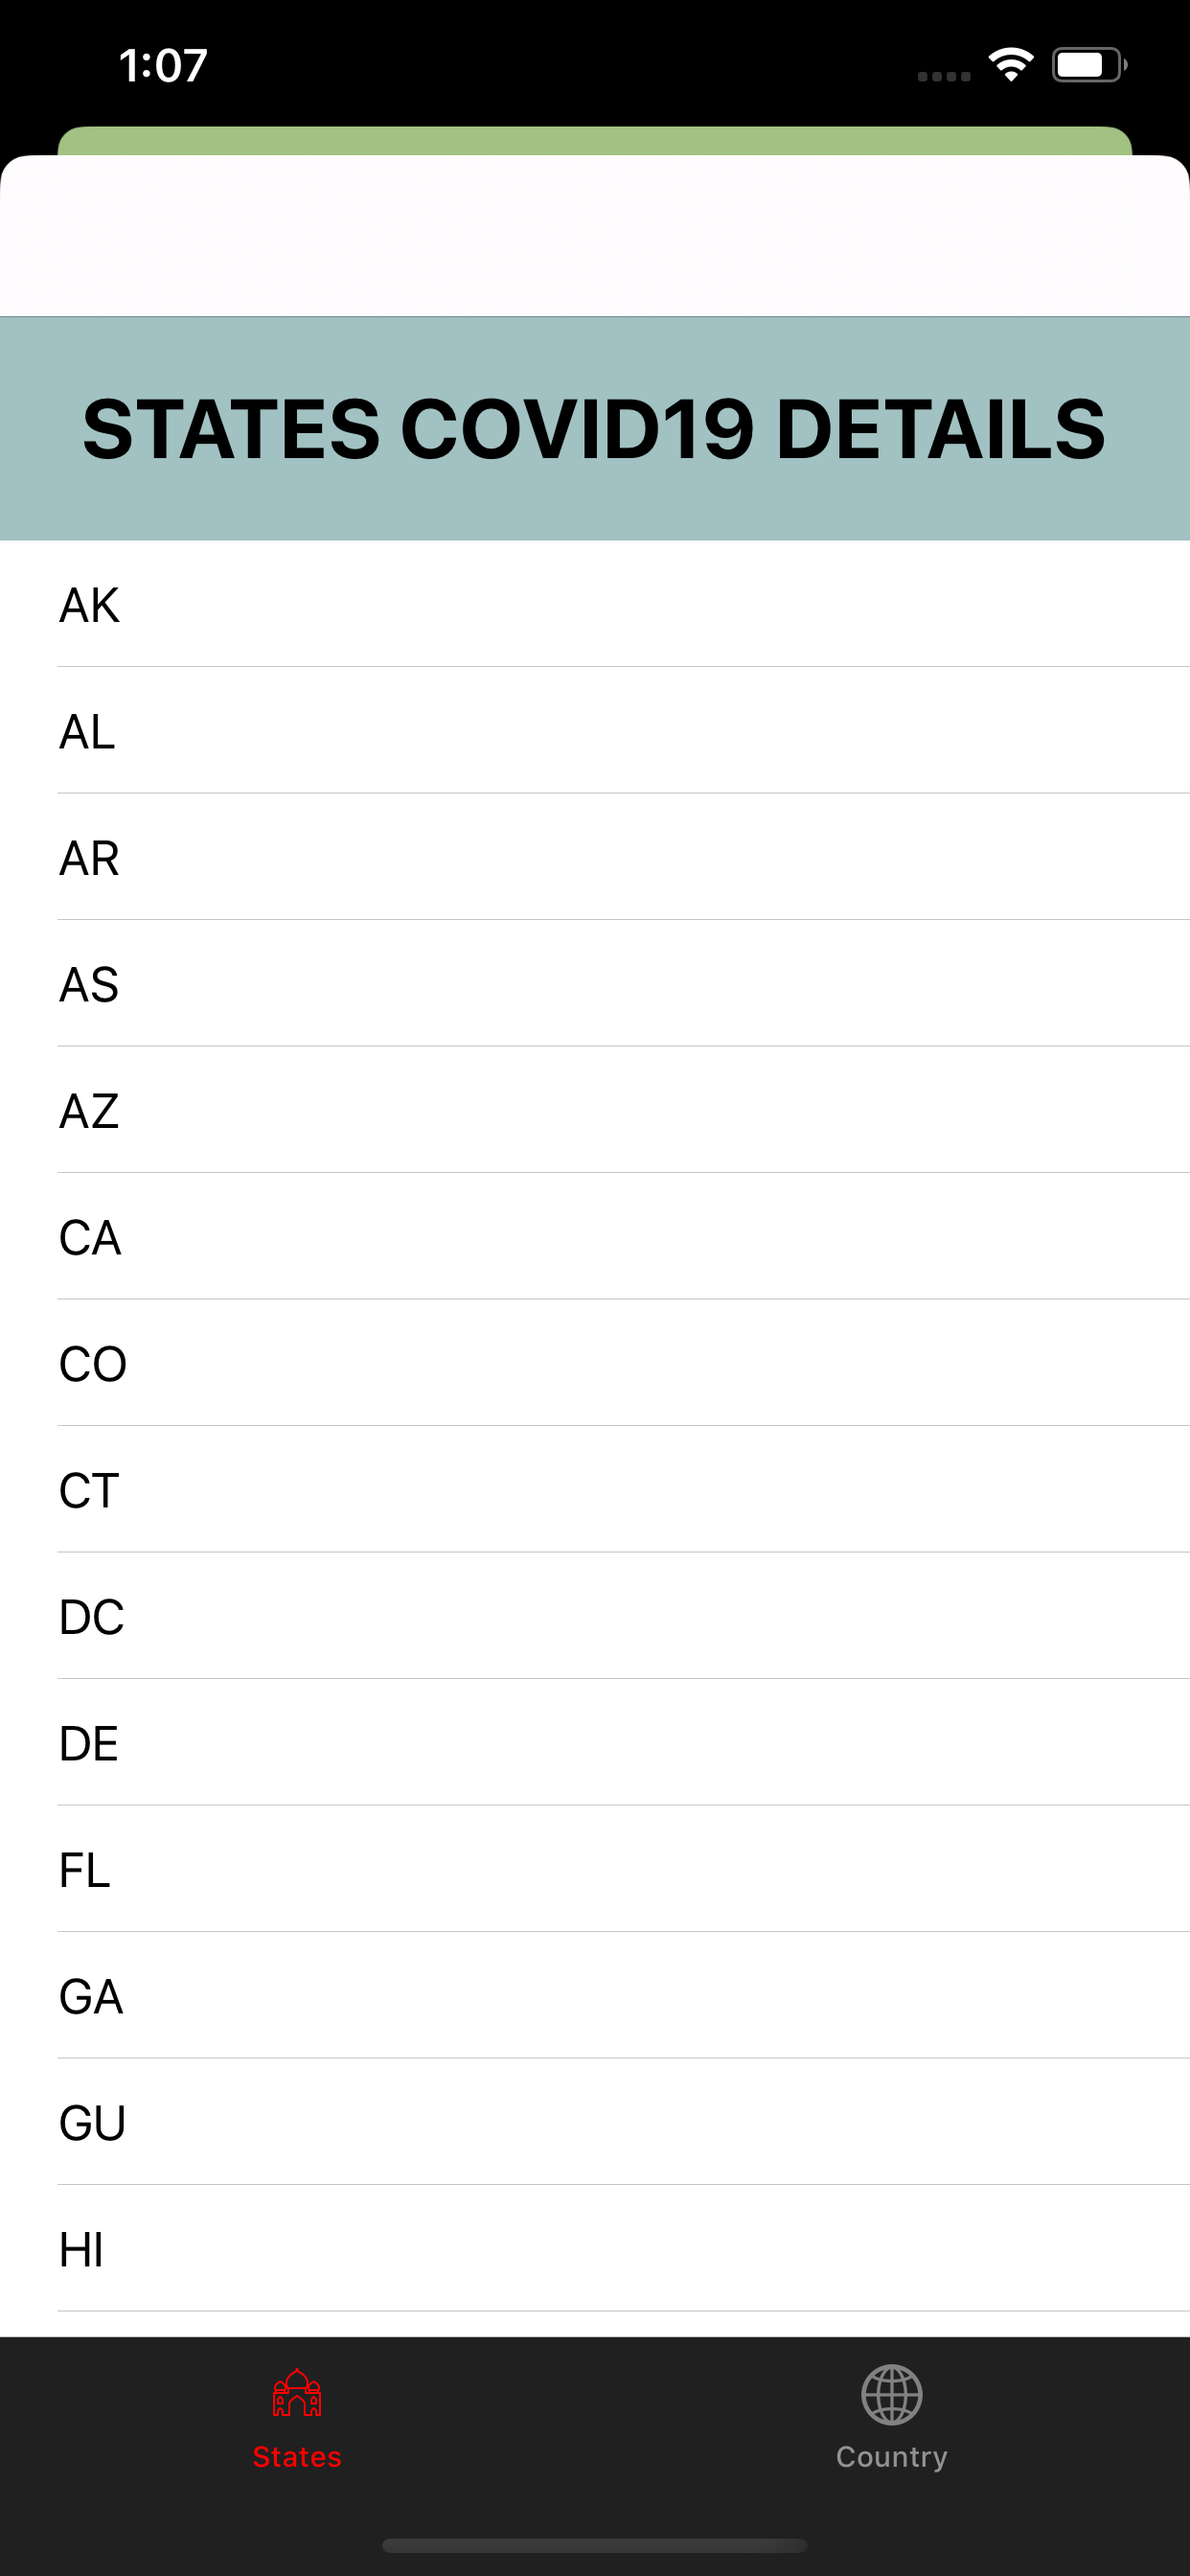 1:07
STATES COVID19 DETAILS
AK
AL
AR
AS
AZ
CA
CO
CT
DC
DE
FL
GA
GU
HI
States
Country